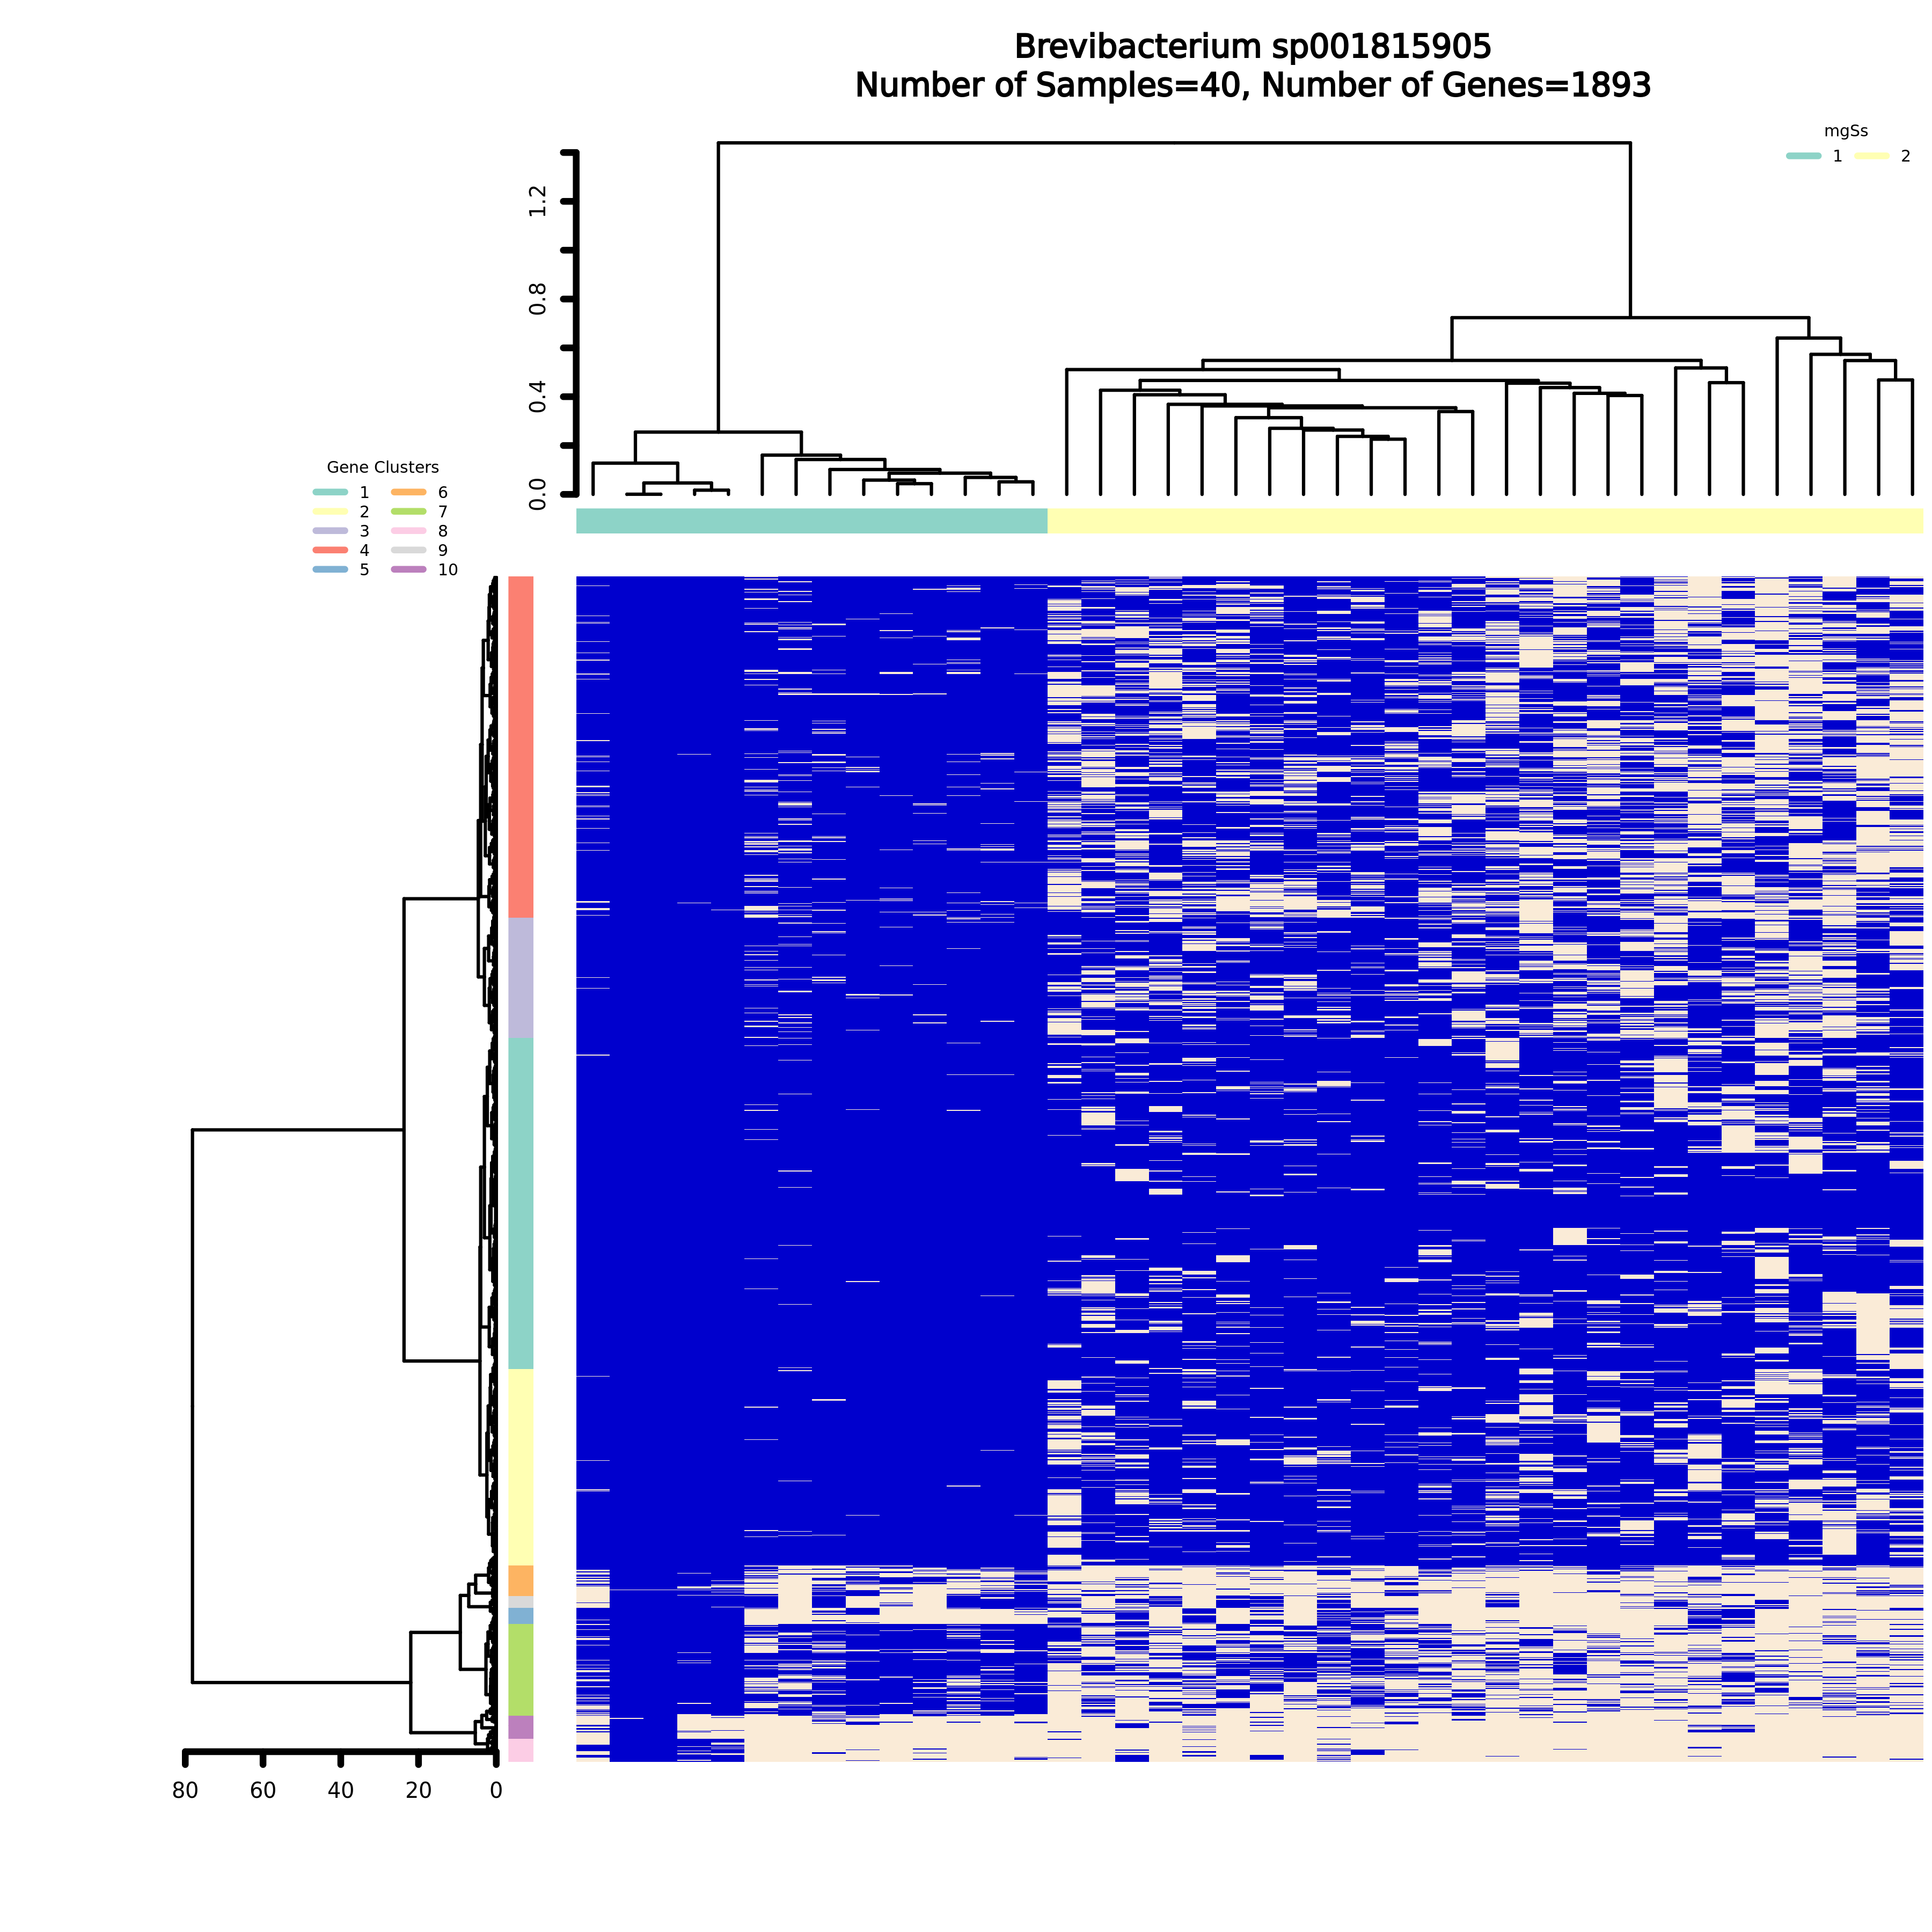 Brevibacterium sp001815905
Number of Samples=40, Number of Genes=1893
mgSs
1 2
1.2
0.8
0.4
0.0
Gene Clusters
1 6
2 7
3 8
4 9
5 10
80 60 40 20 0